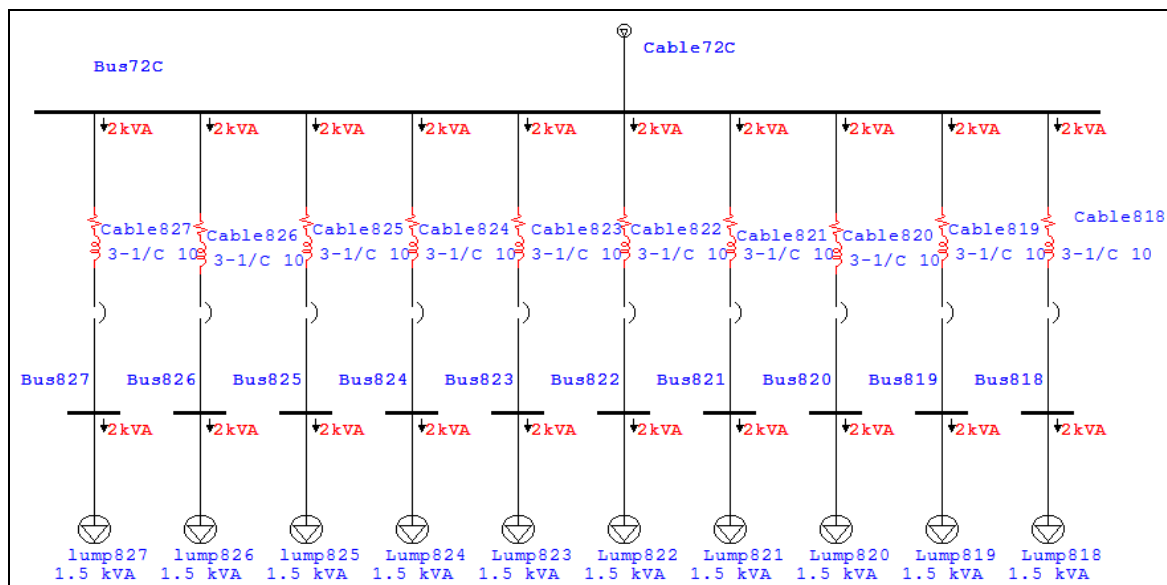 Cable72C
Bus72C
2kVA 2kVA 2kVA 2kVA 2kVA 2kVA 2kVA 2kVA 2kVA 2kVA
Cable827 Cable826 Cable825 Cable824 Cable823 Cable822 Cable821 Cable820 Cable819 Cable818
3-1/C 10 3-1/C 10 3-1/C 10 3-1/C 10 3-1/C 10 3-1/C 10 3-1/C 10 3-1/C 10 3-1/C 10 3-1/C 10
Bus827 Bus826 Bus825 Bus824 Bus823 Bus822 Bus821 Bus820 Bus819 Bus818
2kVA 2kVA 2kVA 2kVA 2kVA 2kVA 2kVA 2kVA 2kVA 2kVA
lump827 lump826 lump825 Lump824 Lump823 Lump822 Lump821 Lump820 Lump819 Lump818
1.5 kVA 1.5 kVA 1.5 kVA 1.5 kVA 1.5 kVA 1.5 kVA 1.5 kVA 1.5 kVA 1.5 kVA 1.5 kVA